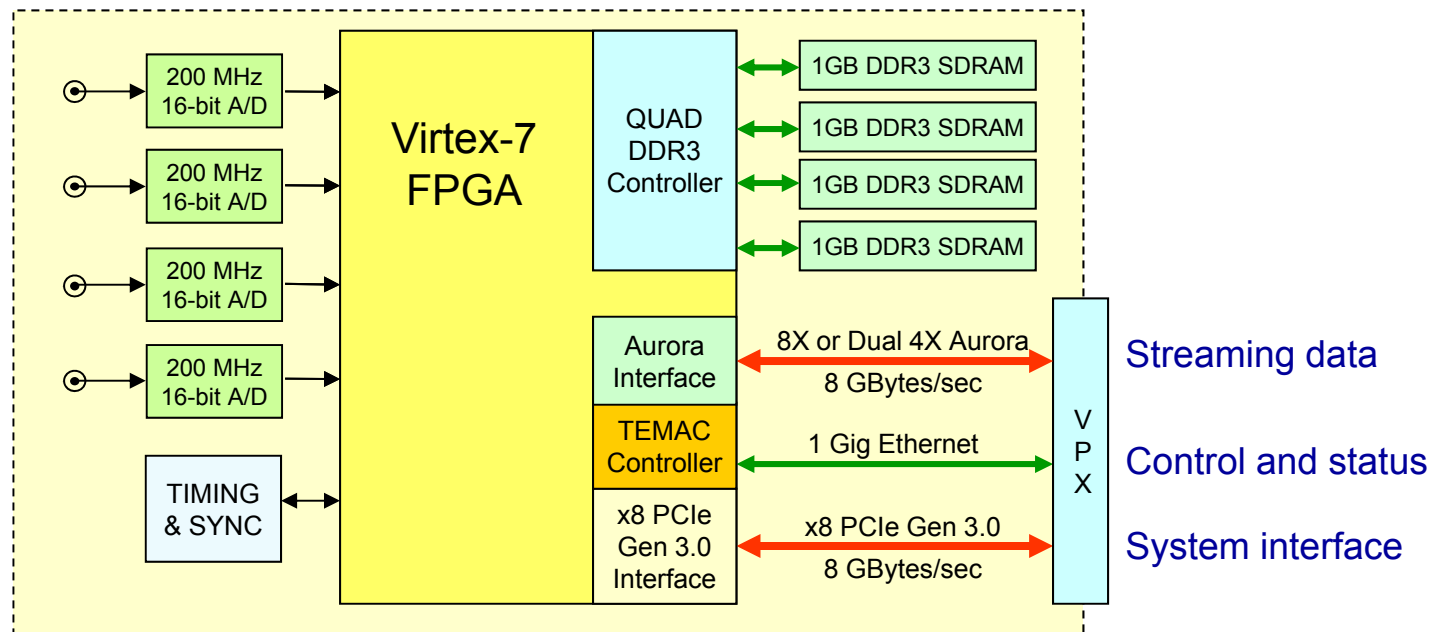 200 MHz
16-bit A/D
200 MHz
16-bit A/D
200 MHz
16-bit A/D
200 MHz
16-bit A/D
TIMING
& SYNC
Virtex-7
FPGA
QUAD
DDR3
Controller
1GB DDR3 SDRAM
1GB DDR3 SDRAM
1GB DDR3 SDRAM
1GB DDR3 SDRAM
Aurora
Interface
TEMAC
Controller
x8 PCIe
Gen 3.0
Interface
8X or Dual 4X Aurora
8 GBytes/sec
1 Gig Ethernet
x8 PCIe Gen 3.0
8 GBytes/sec
V
P
X
Streaming data
Control and status
System interface